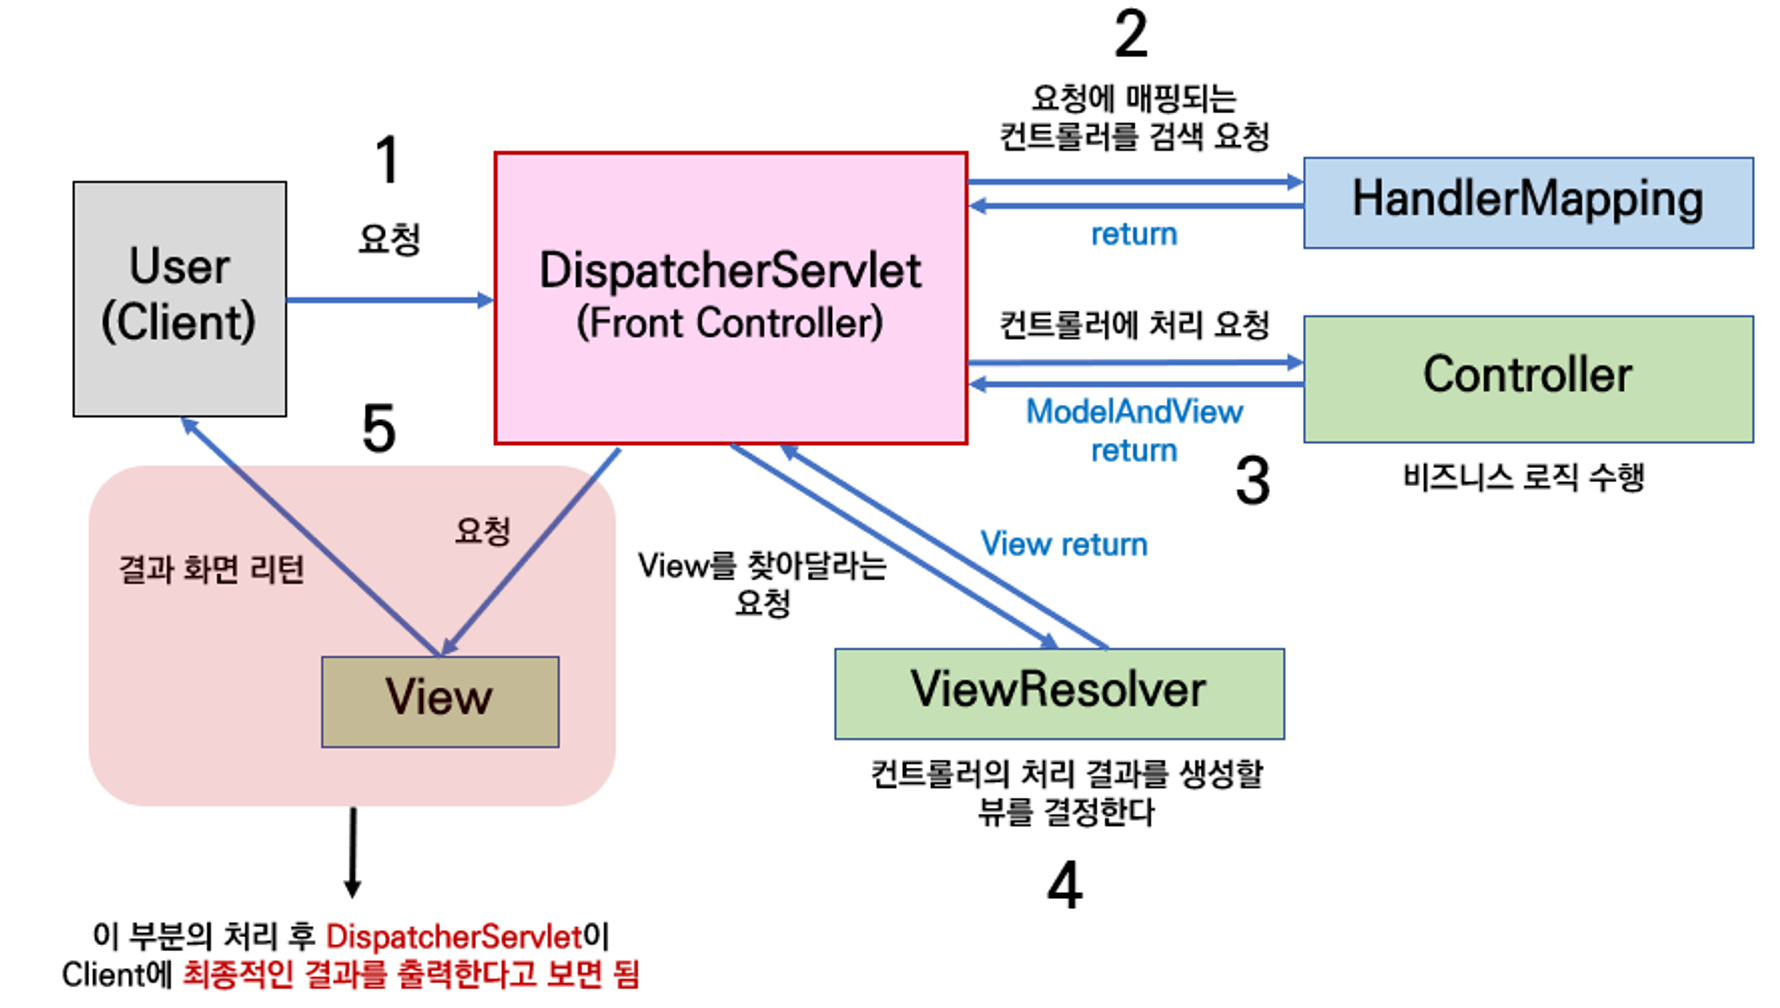 1
요청
User
(Client)
DispatcherServlet
(Front Controller)
2
요청에 매핑되는
컨트롤러를 검색 요청
return
HandlerMapping
컨트롤러에 처리 요청
ModelAndView
return
3
Controller
비즈니스 로직 수행
View를 찾아달라는
요청
View return
ViewResolver
컨트롤러의 처리 결과를 생성할
뷰를 결정한다
4
5
요청
결과 화면 리턴
View
이 부분의 처리 후 DispatcherServlet이
Client에 최종적인 결과를 출력한다고 보면 됨